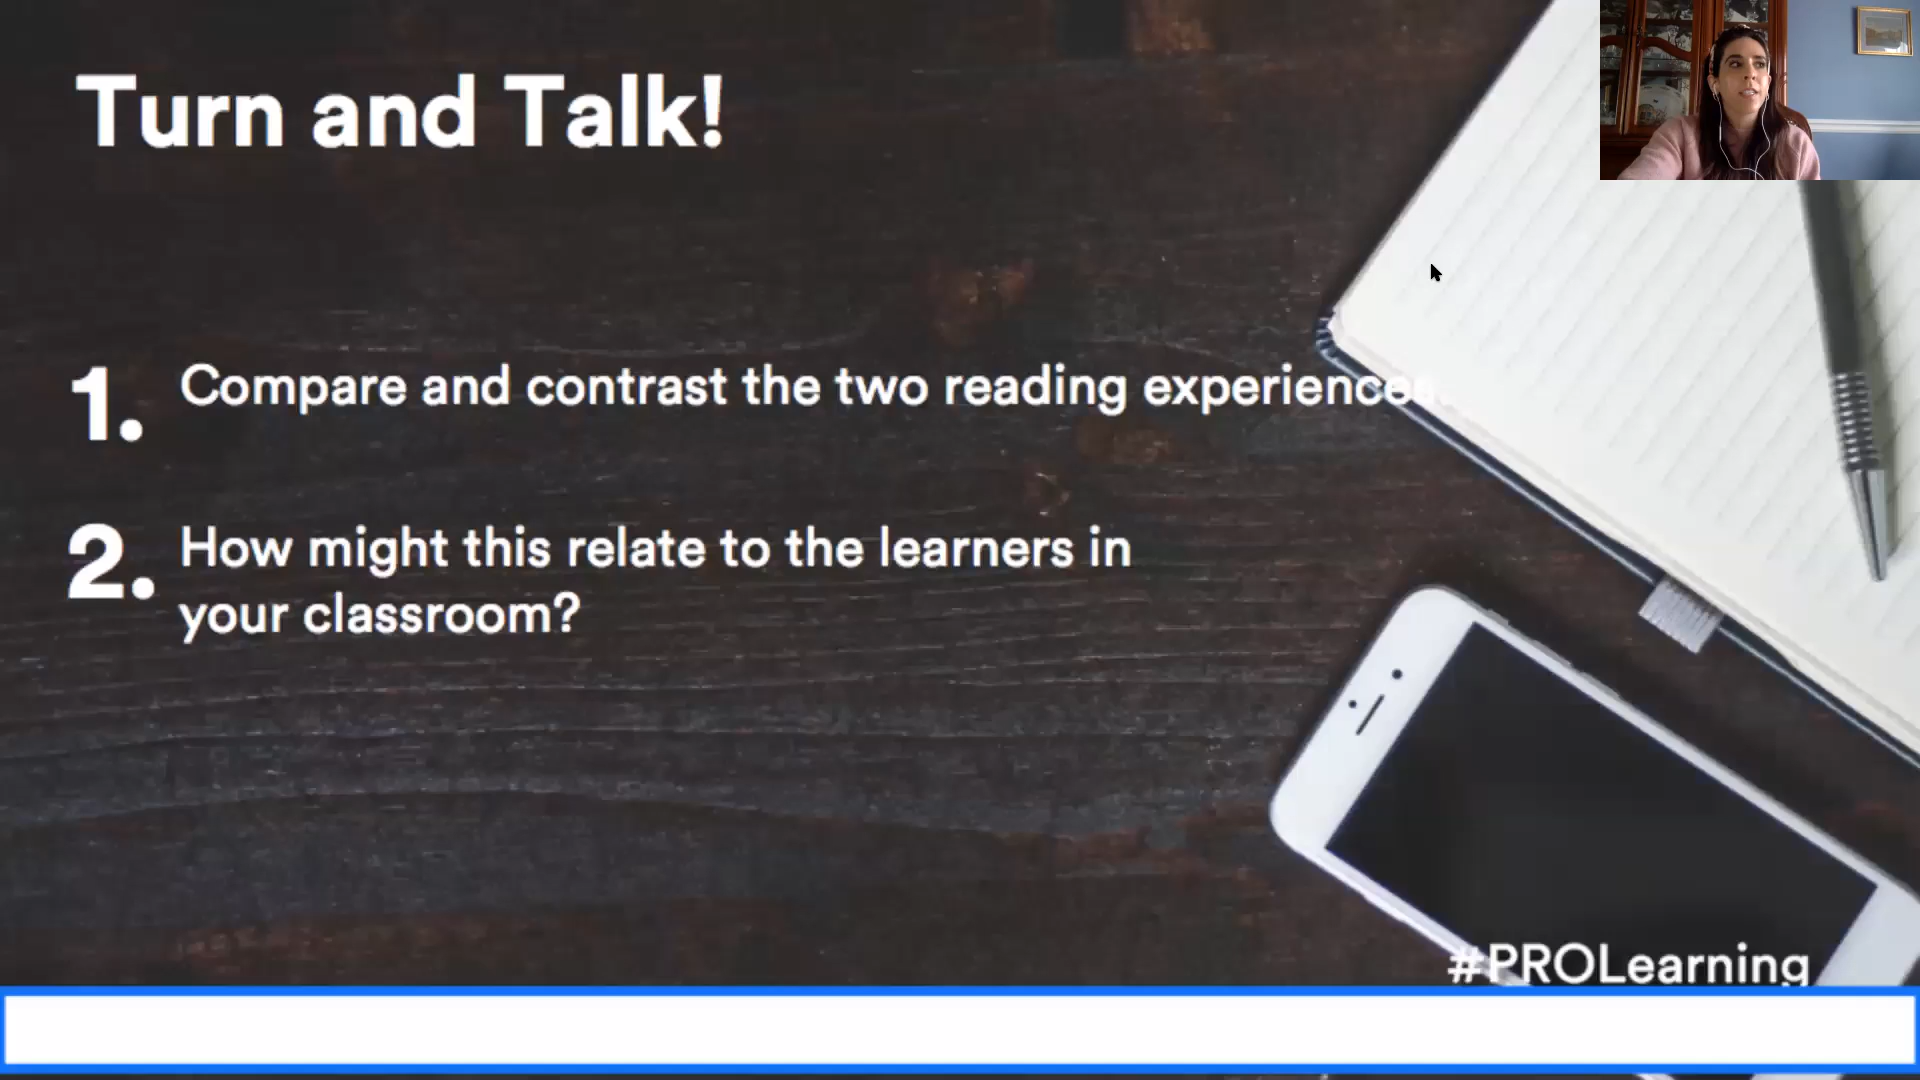 Turn and Talk!
1. Compare and contrast the two reading experiences.
2. How might this relate to the learners in
your classroom?
#PROLearning